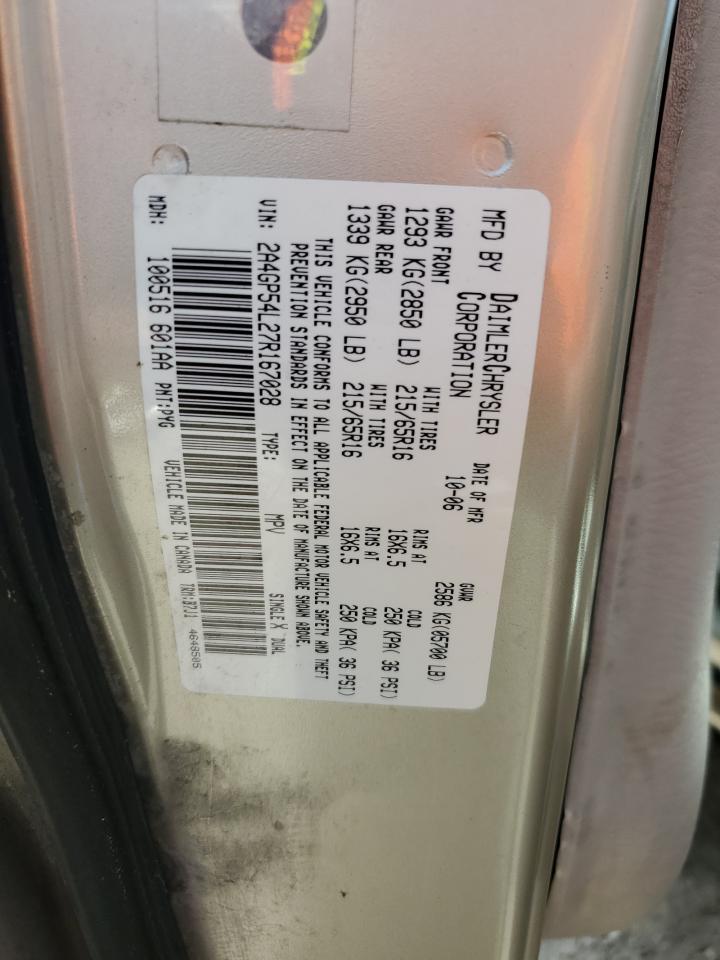 MFD BY DAIMLERCHRYSLER CORPORATION
DATE OF MFR 10-06
GVWR 2586 KG(05700 LB)
GAWR FRONT WITH TIRES RIMS AT COLD
1293 KG(2850 LB) 215/65R16 16X6.5 250 KPA( 36 PSI)
GAWR REAR WITH TIRES RIMS AT COLD
1339 KG(2950 LB) 215/65R16 16X6.5 250 KPA( 36 PSI)
THIS VEHICLE CONFORMS TO ALL APPLICABLE FEDERAL MOTOR VEHICLE SAFETY AND THEFT
PREVENTION STANDARDS IN EFFECT ON THE DATE OF MANUFACTURE SHOWN ABOVE.
VIN: 2A4GP54L27R167028 TYPE: MPV SINGLE X DUAL
MDH: 100516 601AA PNT:PYG VEHICLE MADE IN CANADA TRM:B7J1 4648505